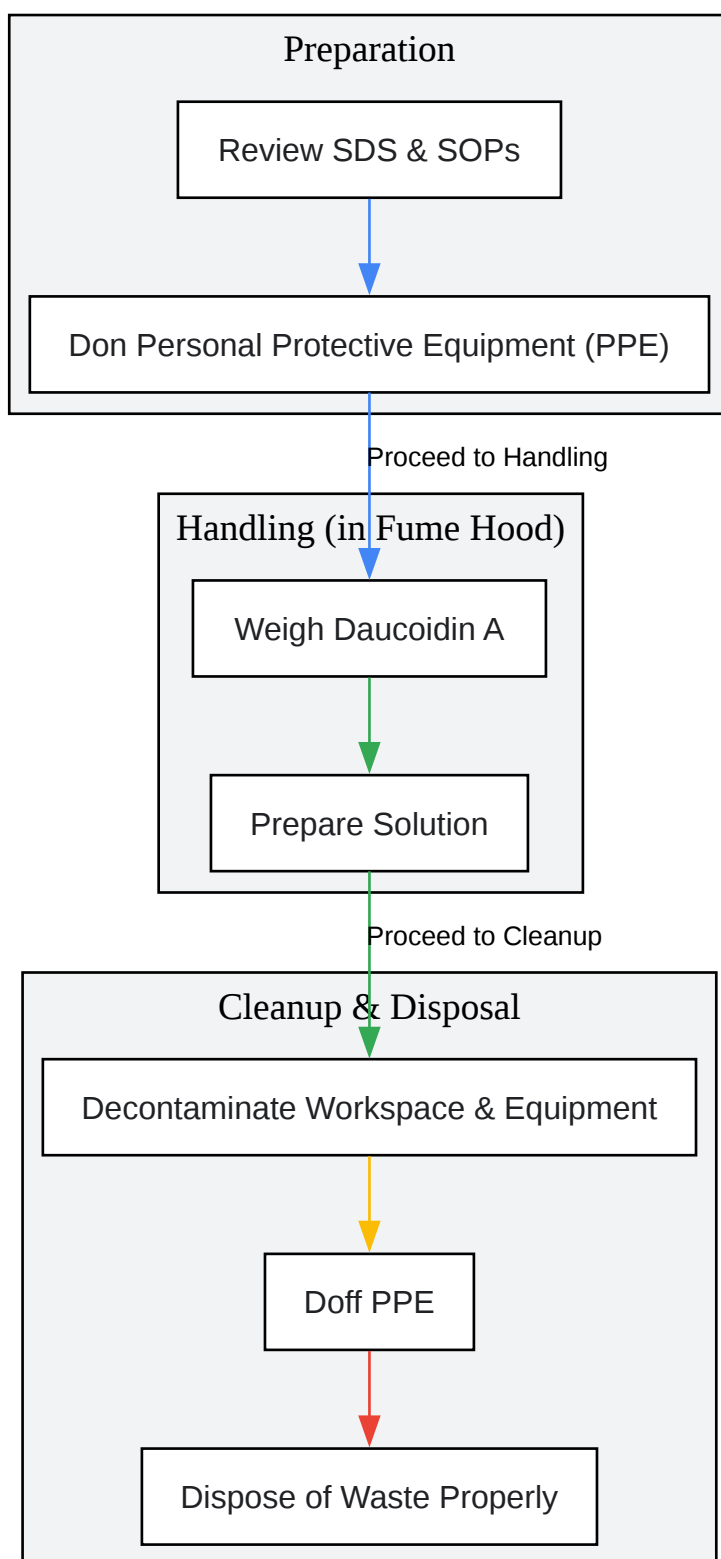 Preparation
Review SDS & SOPs
Don Personal Protective Equipment (PPE)
Proceed to Handling
Handling (in Fume Hood)
Weigh Daucoidin A
Prepare Solution
Proceed to Cleanup
Cleanup & Disposal
Decontaminate Workspace & Equipment
Doff PPE
Dispose of Waste Properly